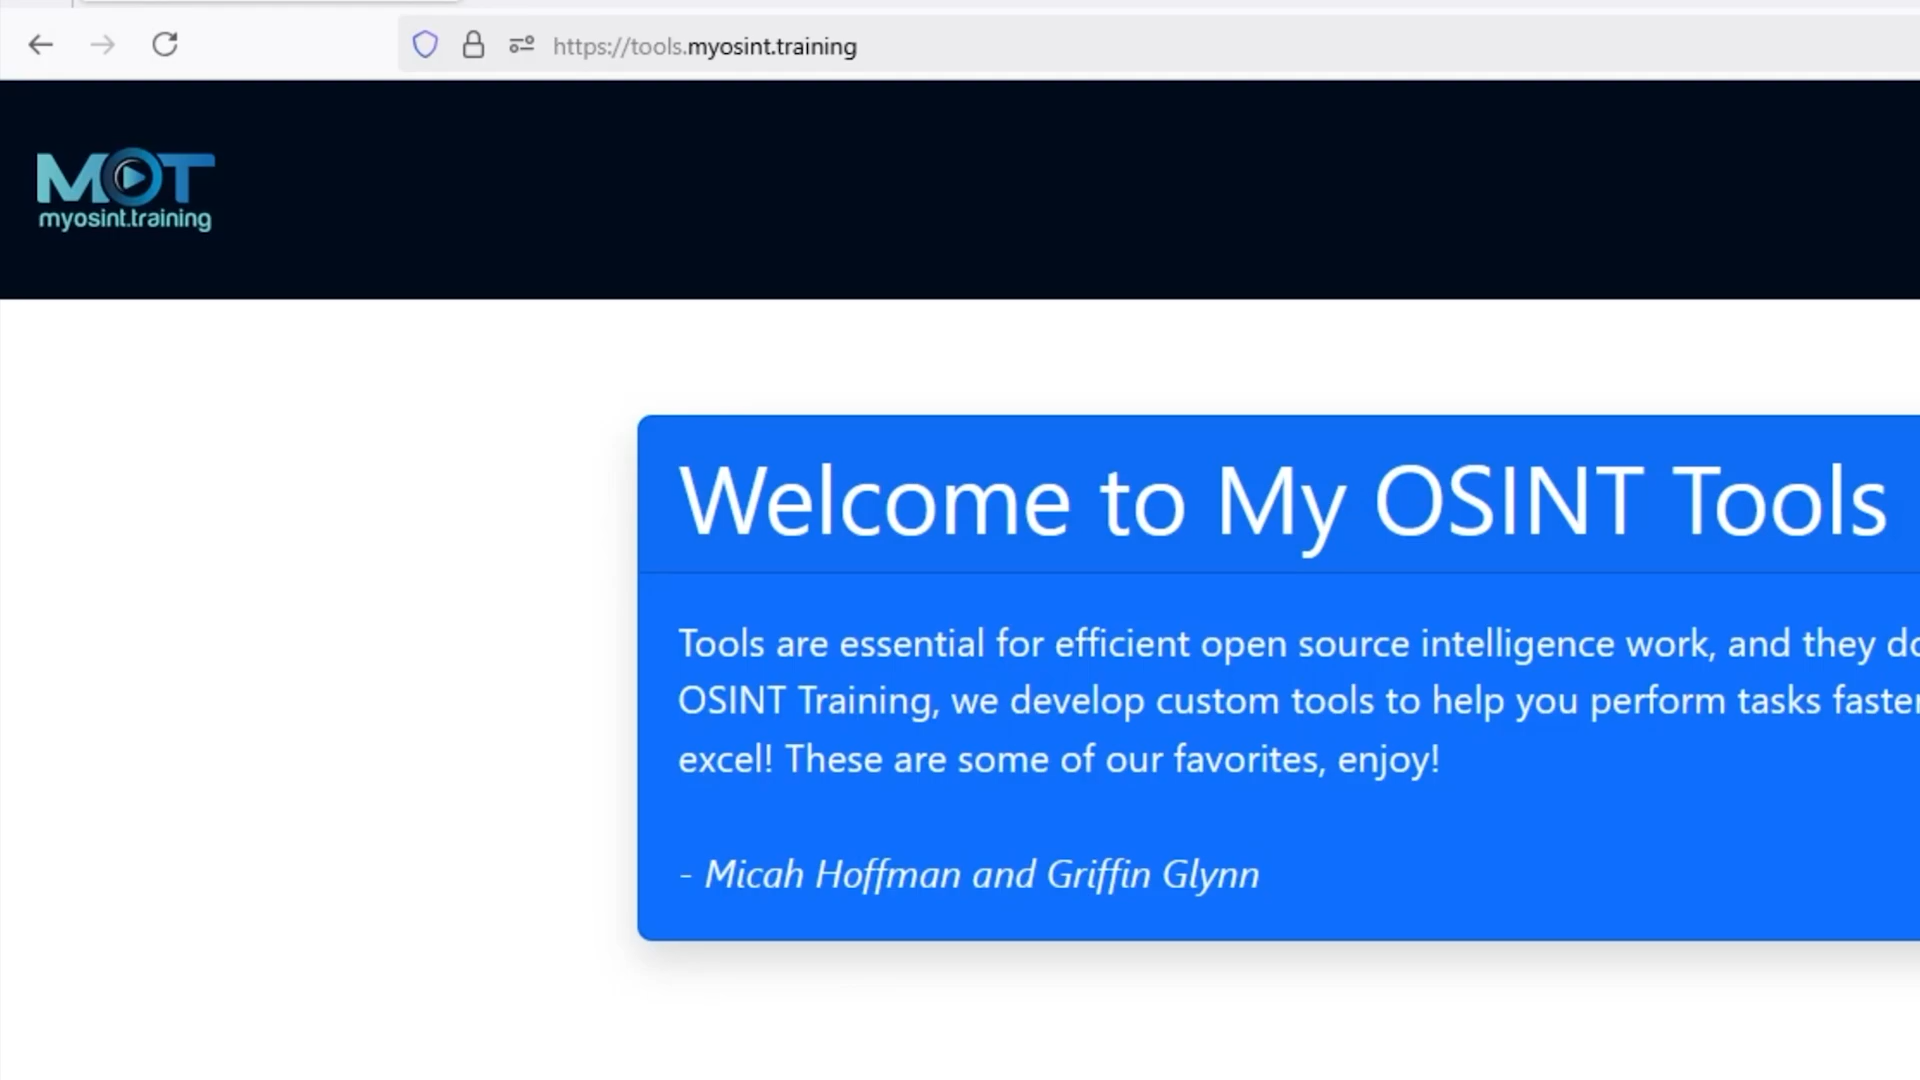 https://tools.myosint.training
MOT
myosint.training
Welcome to My OSINT Tools
Tools are essential for efficient open source intelligence work, and they
OSINT Training, we develop custom tools to help you perform tasks faster
excel! These are some of our favorites, enjoy!
- Micah Hoffman and Griffin Glynn